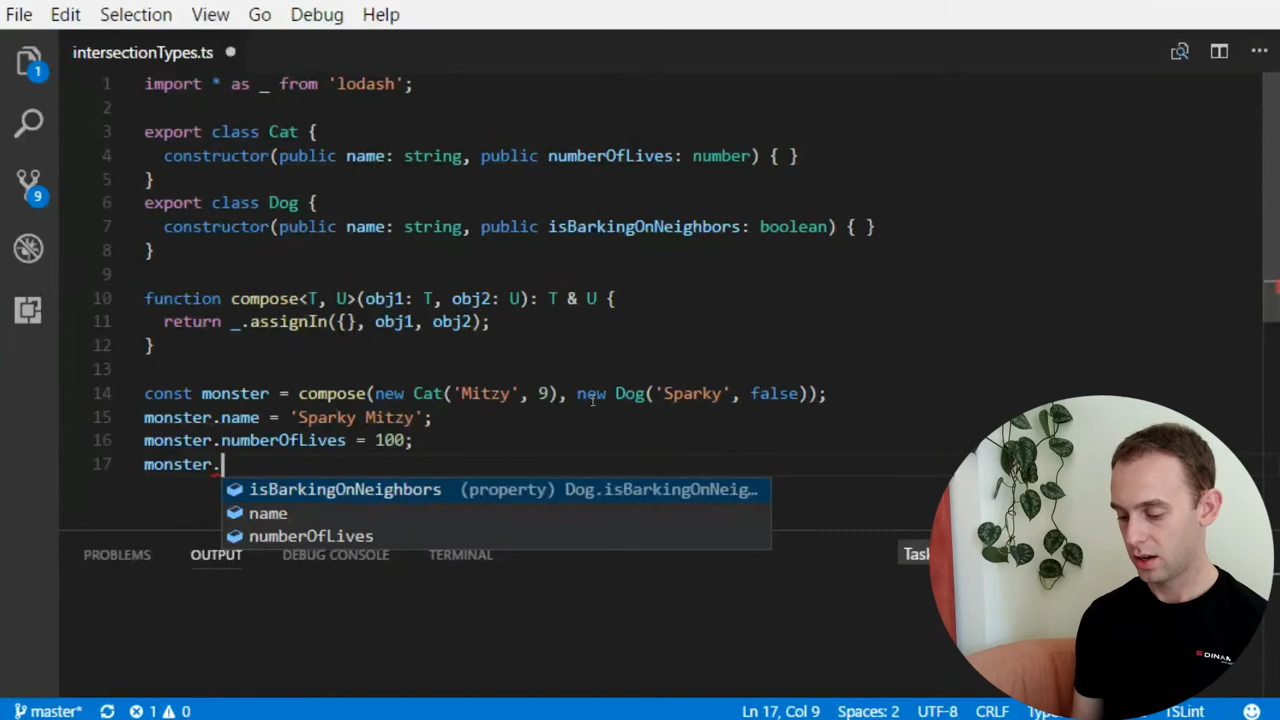 File Edit Selection View Go Debug Help
intersectionTypes.ts
1 import * as _ from 'lodash';
2
3 export class Cat {
4 constructor(public name: string, public numberOfLives: number) { }
5 }
6 export class Dog {
7 constructor(public name: string, public isBarkingOnNeighbors: boolean) { }
8 }
9
10 function compose<T, U>(obj1: T, obj2: U): T & U {
11 return _.assignIn({}, obj1, obj2);
12 }
13
14 const monster = compose(new Cat('Mitzy', 9), new Dog('Sparky', false));
15 monster.name = 'Sparky Mitzy';
16 monster.numberOfLives = 100;
17 monster.
isBarkingOnNeighbors (property) Dog.isBarkingOnNeig…
name
numberOfLives
1
9
PROBLEMS OUTPUT DEBUG CONSOLE TERMINAL
master* 1 0 Ln 17, Col 9 Spaces: 2 UTF-8 CRLF TSLint